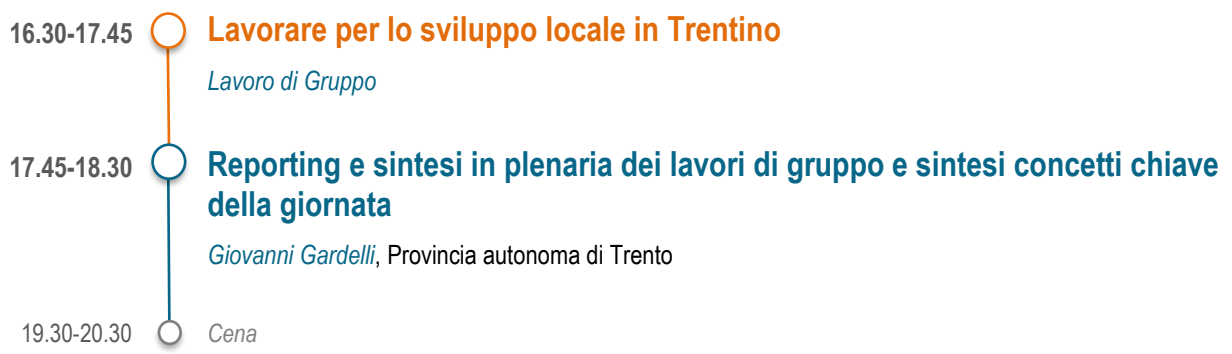 16.30-17.45 Lavorare per lo sviluppo locale in Trentino
Lavoro di Gruppo
17.45-18.30 Reporting e sintesi in plenaria dei lavori di gruppo e sintesi concetti chiave
della giornata
Giovanni Gardelli, Provincia autonoma di Trento
19.30-20.30 Cena